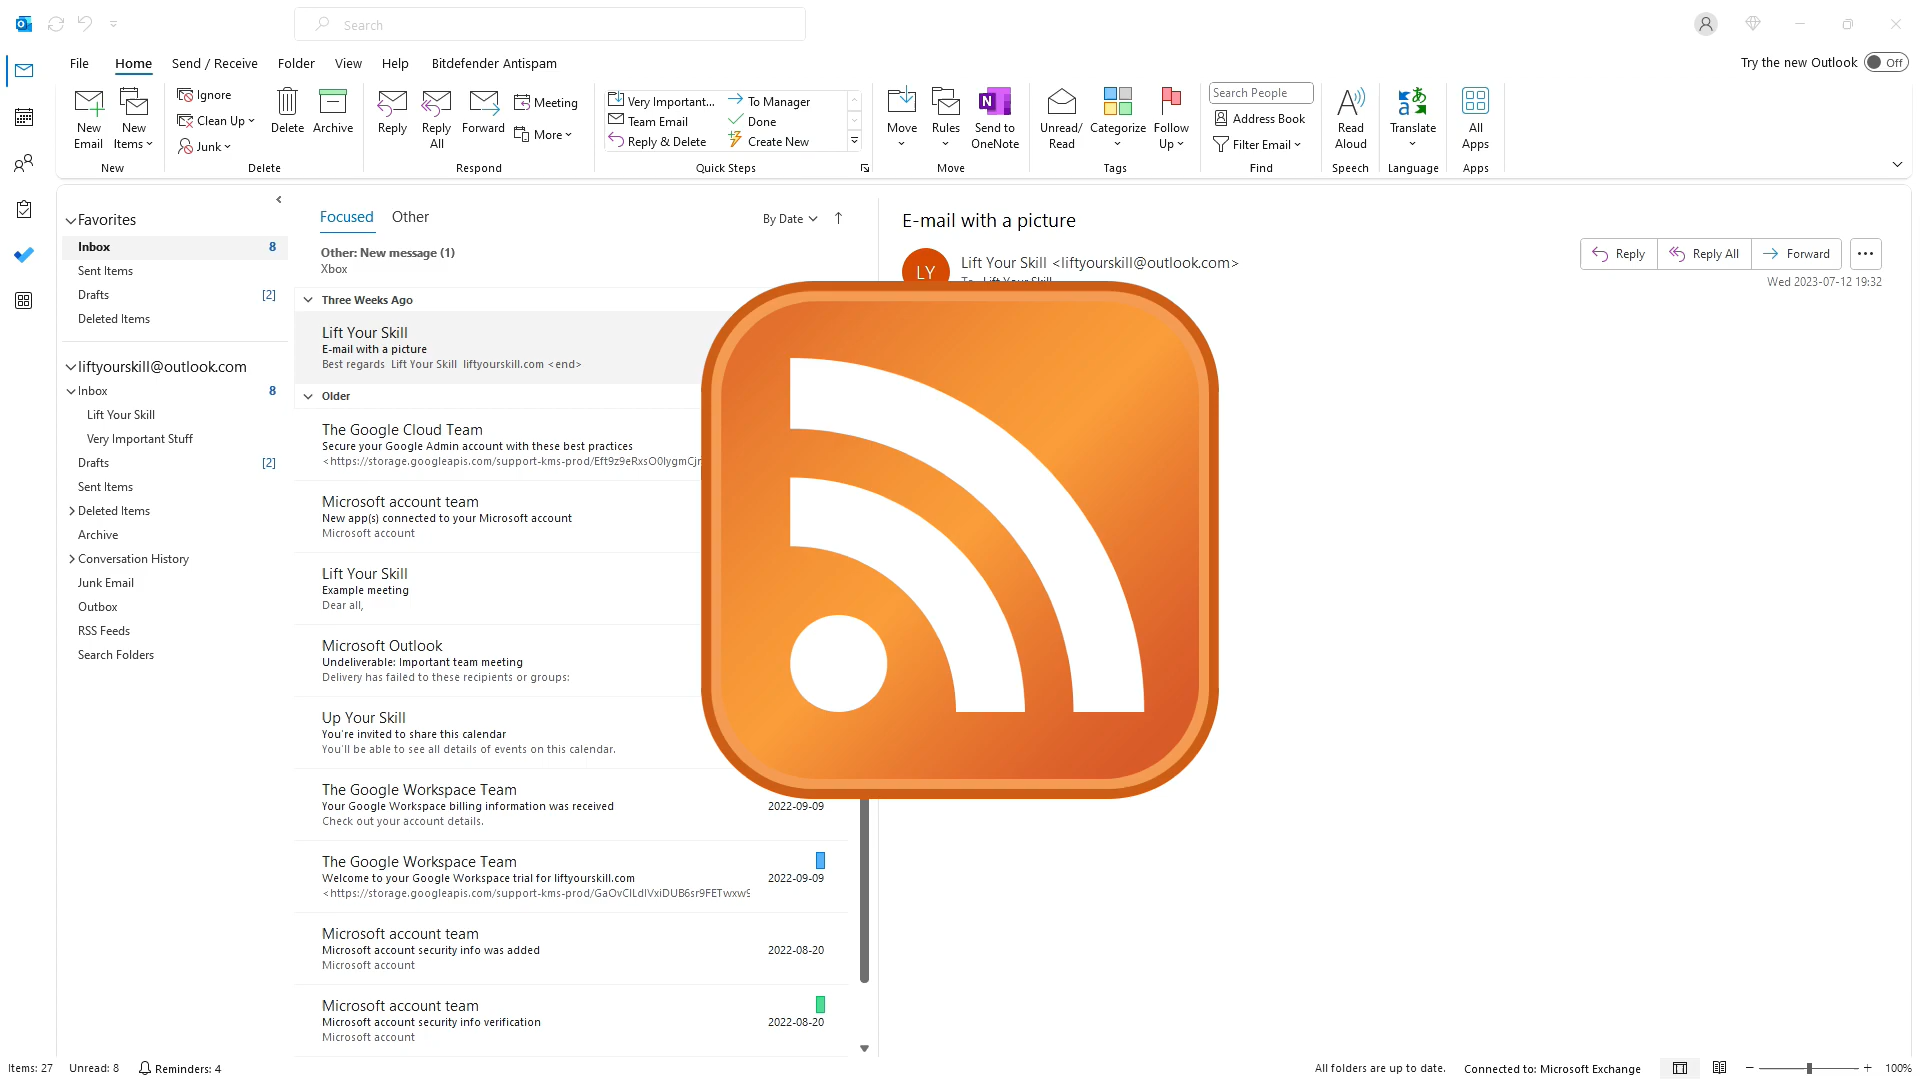 Search
File Home Send / Receive Folder View Help Bitdefender Antispam
Try the new Outlook Off
New Email
New Items
New
Ignore
Clean Up
Junk
Delete
Archive
Delete
Reply
Reply All
Forward
Meeting
More
Respond
Very Important...
Team Email
Reply & Delete
To Manager
Done
Create New
Quick Steps
Move
Rules
Send to OneNote
Move
Unread/ Read
Categorize
Follow Up
Tags
Search People
Address Book
Filter Email
Find
Read Aloud
Speech
Translate
Language
All Apps
Apps
Favorites
Inbox 8
Sent Items
Drafts [2]
Deleted Items
liftyourskill@outlook.com
Inbox 8
Lift Your Skill
Very Important Stuff
Drafts [2]
Sent Items
Deleted Items
Archive
Conversation History
Junk Email
Outbox
RSS Feeds
Search Folders
Focused Other
By Date
Other: New message (1)
Xbox
Three Weeks Ago
Lift Your Skill
E-mail with a picture
Best regards Lift Your Skill liftyourskill.com <end>
Older
The Google Cloud Team
Secure your Google Admin account with these best practices
Microsoft account team
New app(s) connected to your Microsoft account
Microsoft account
Lift Your Skill
Example meeting
Dear all,
Microsoft Outlook
Undeliverable: Important team meeting
Delivery has failed to these recipients or groups:
Up Your Skill
You're invited to share this calendar
You'll be able to see all details of events on this calendar.
The Google Workspace Team
Your Google Workspace billing information was received 2022-09-09
Check out your account details.
The Google Workspace Team
Welcome to your Google Workspace trial for liftyourskill.com 2022-09-09
Microsoft account team
Microsoft account security info was added 2022-08-20
Microsoft account
Microsoft account team
Microsoft account security info verification 2022-08-20
Microsoft account
E-mail with a picture
LY
Lift Your Skill <liftyourskill@outlook.com>
To Lift Your Skill
Reply Reply All Forward
Wed 2023-07-12 19:32
Items: 27 Unread: 8 Reminders: 4
All folders are up to date. Connected to: Microsoft Exchange 100%